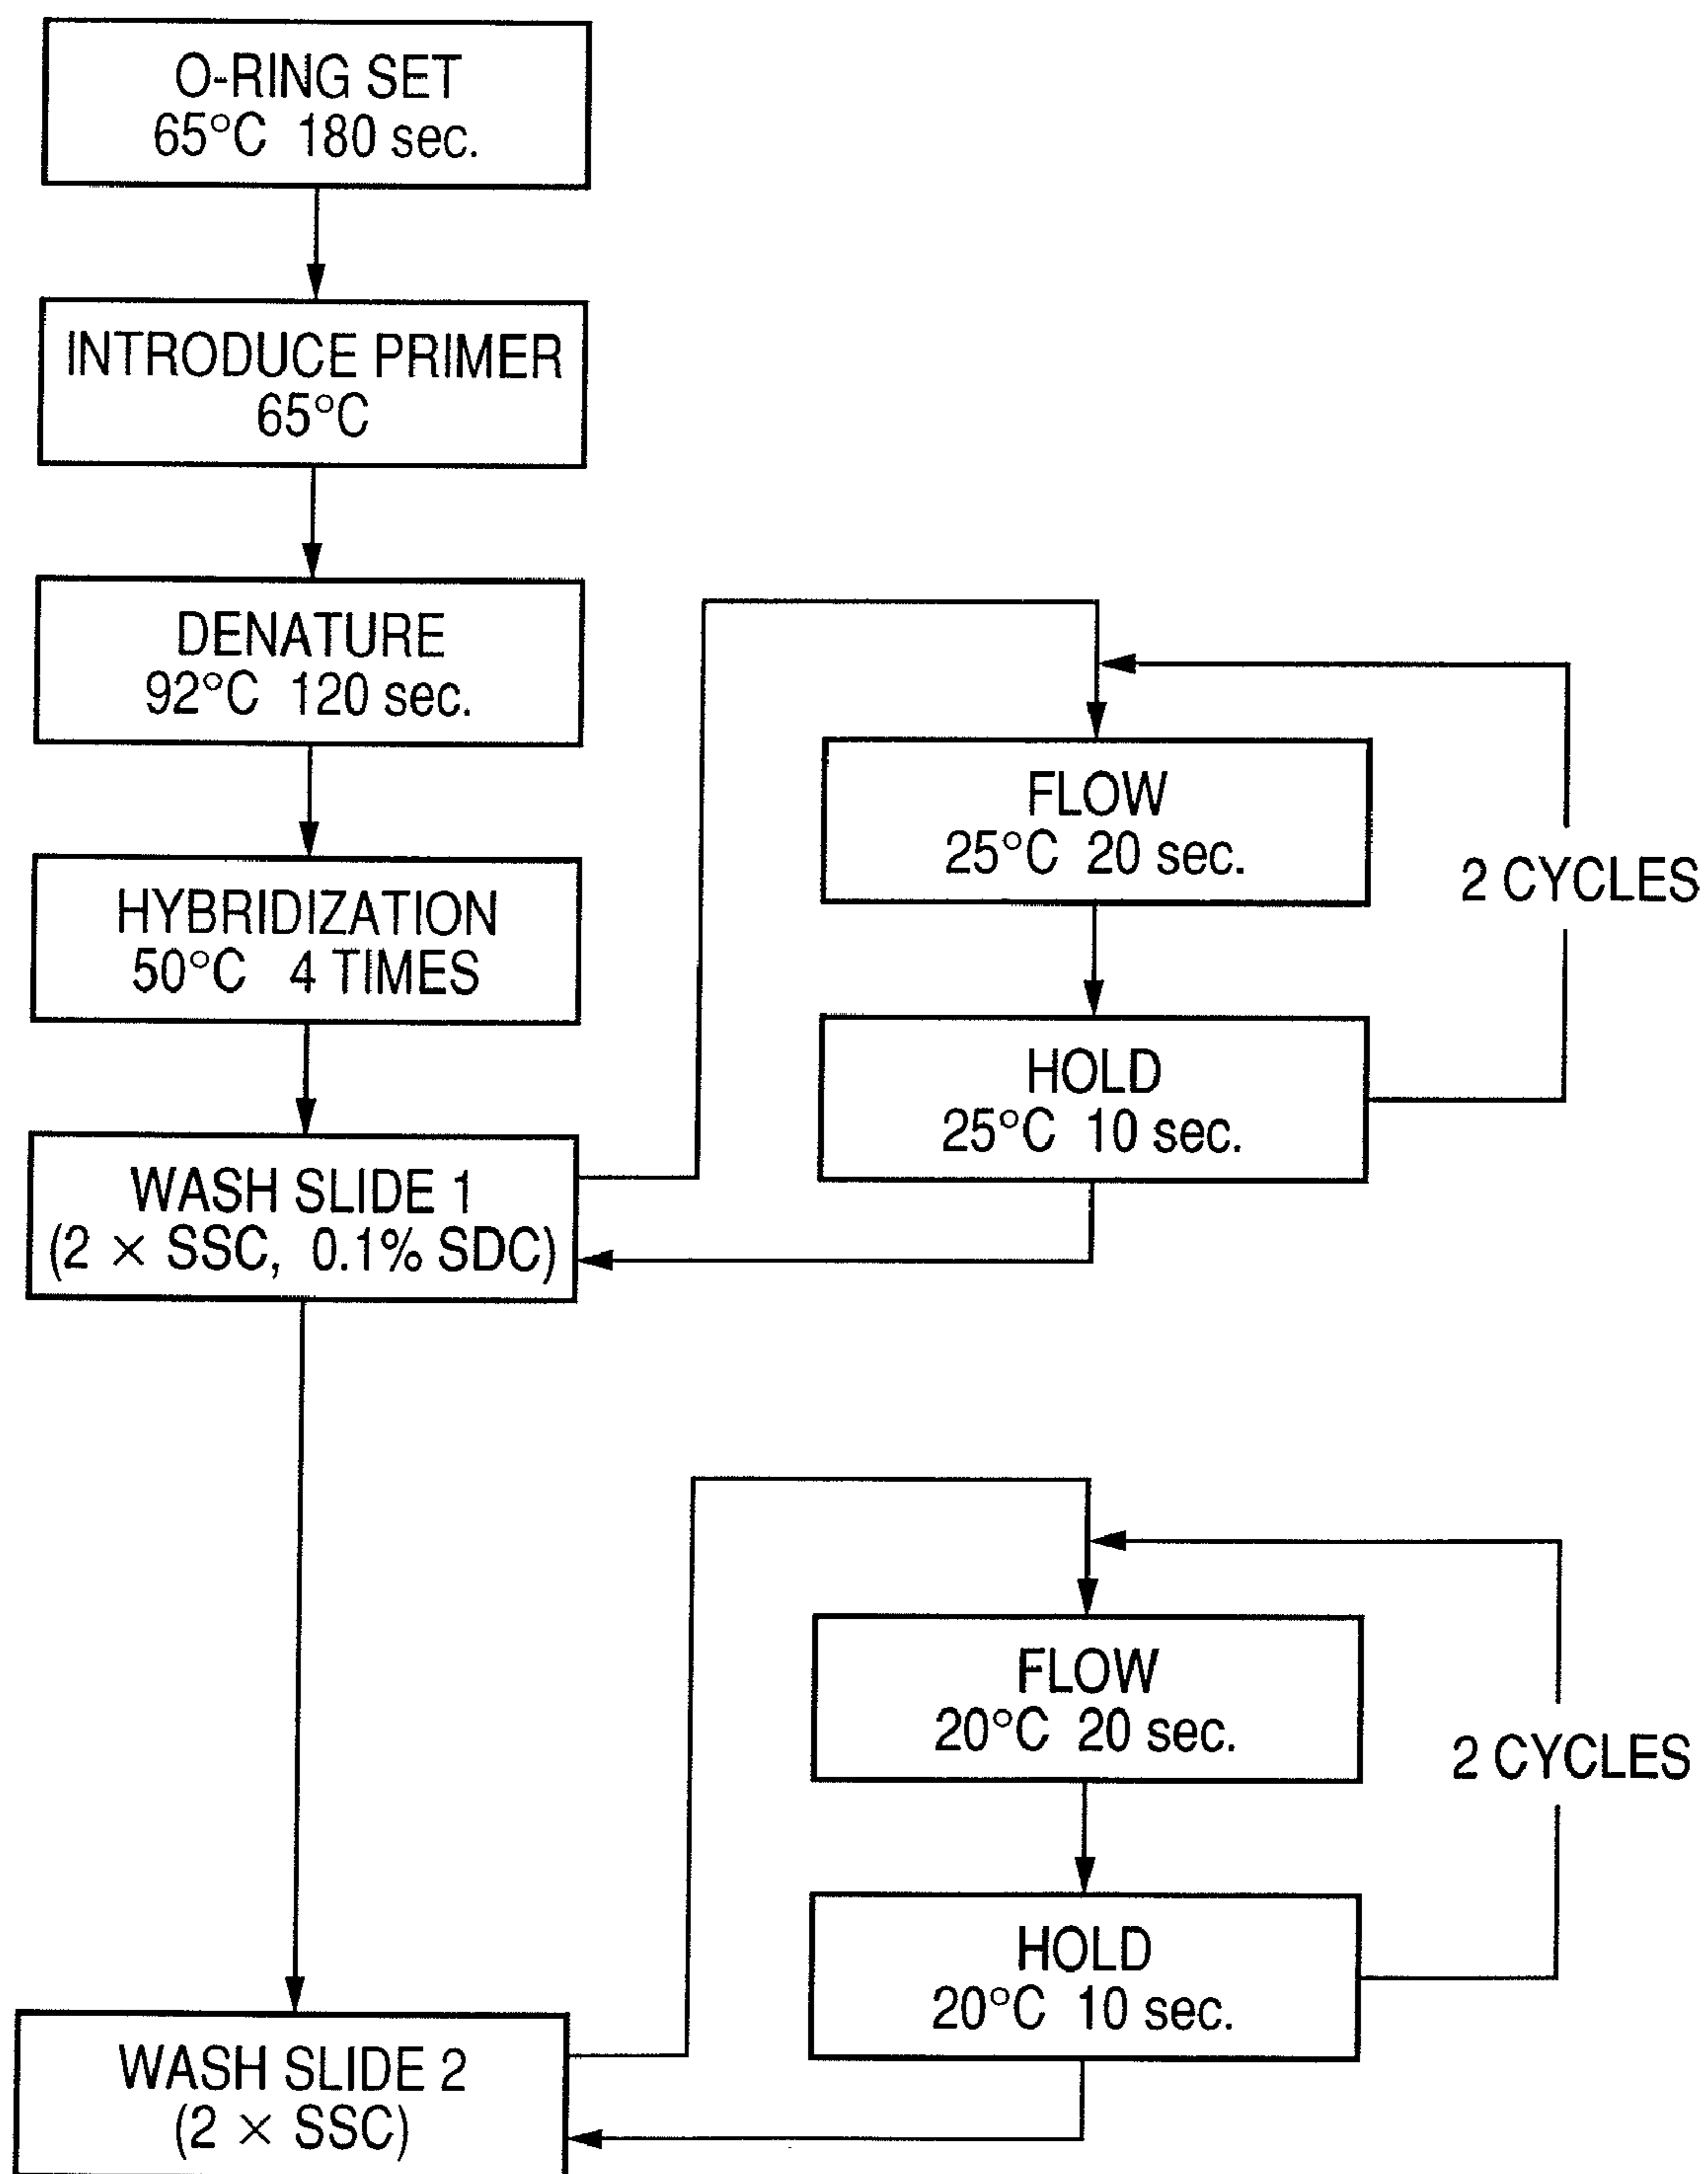 O-RING SET
65°C 180 sec.
INTRODUCE PRIMER
65°C
DENATURE
92°C 120 sec.
HYBRIDIZATION
50°C 4 TIMES
WASH SLIDE 1
(2 × SSC, 0.1% SDC)
FLOW
25°C 20 sec.
HOLD
25°C 10 sec.
2 CYCLES
WASH SLIDE 2
(2 × SSC)
FLOW
20°C 20 sec.
HOLD
20°C 10 sec.
2 CYCLES